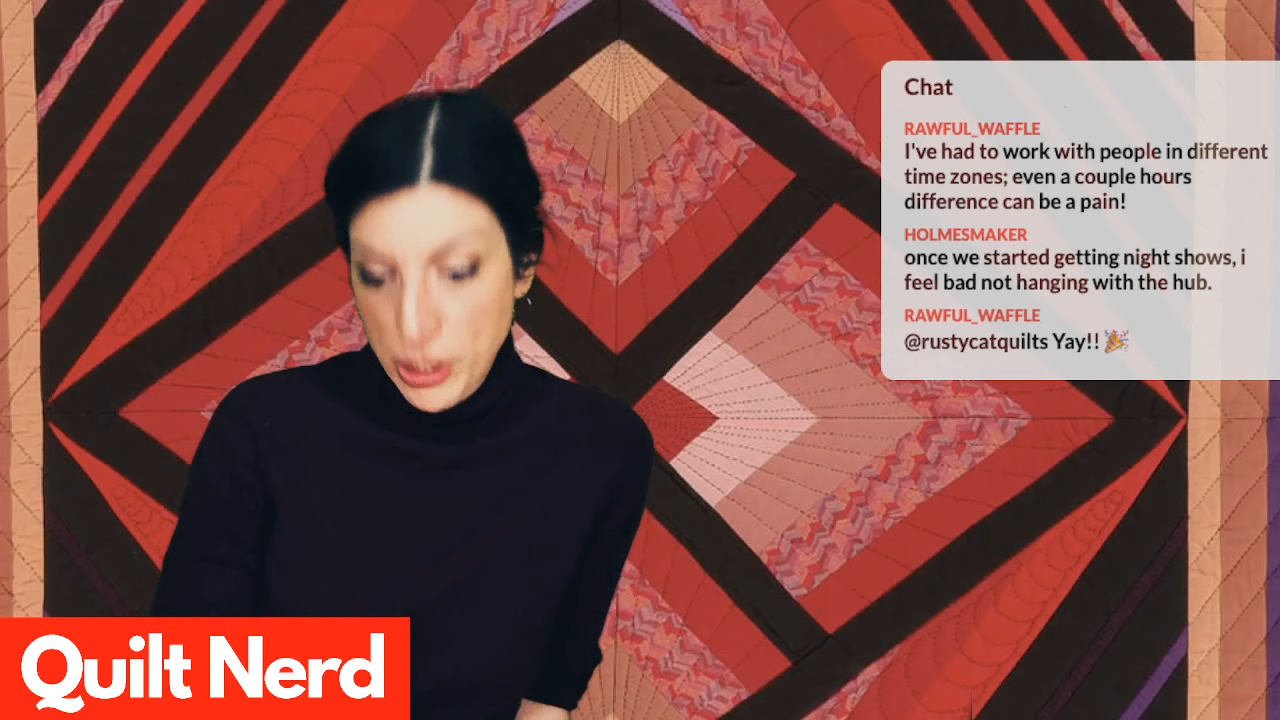 Chat
RAWFUL_WAFFLE
I've had to work with people in different
time zones; even a couple hours
difference can be a pain!
HOLMESMAKER
once we started getting night shows, i
feel bad not hanging with the hub.
RAWFUL_WAFFLE
@rustycatquilts Yay!! 🎉
Quilt Nerd